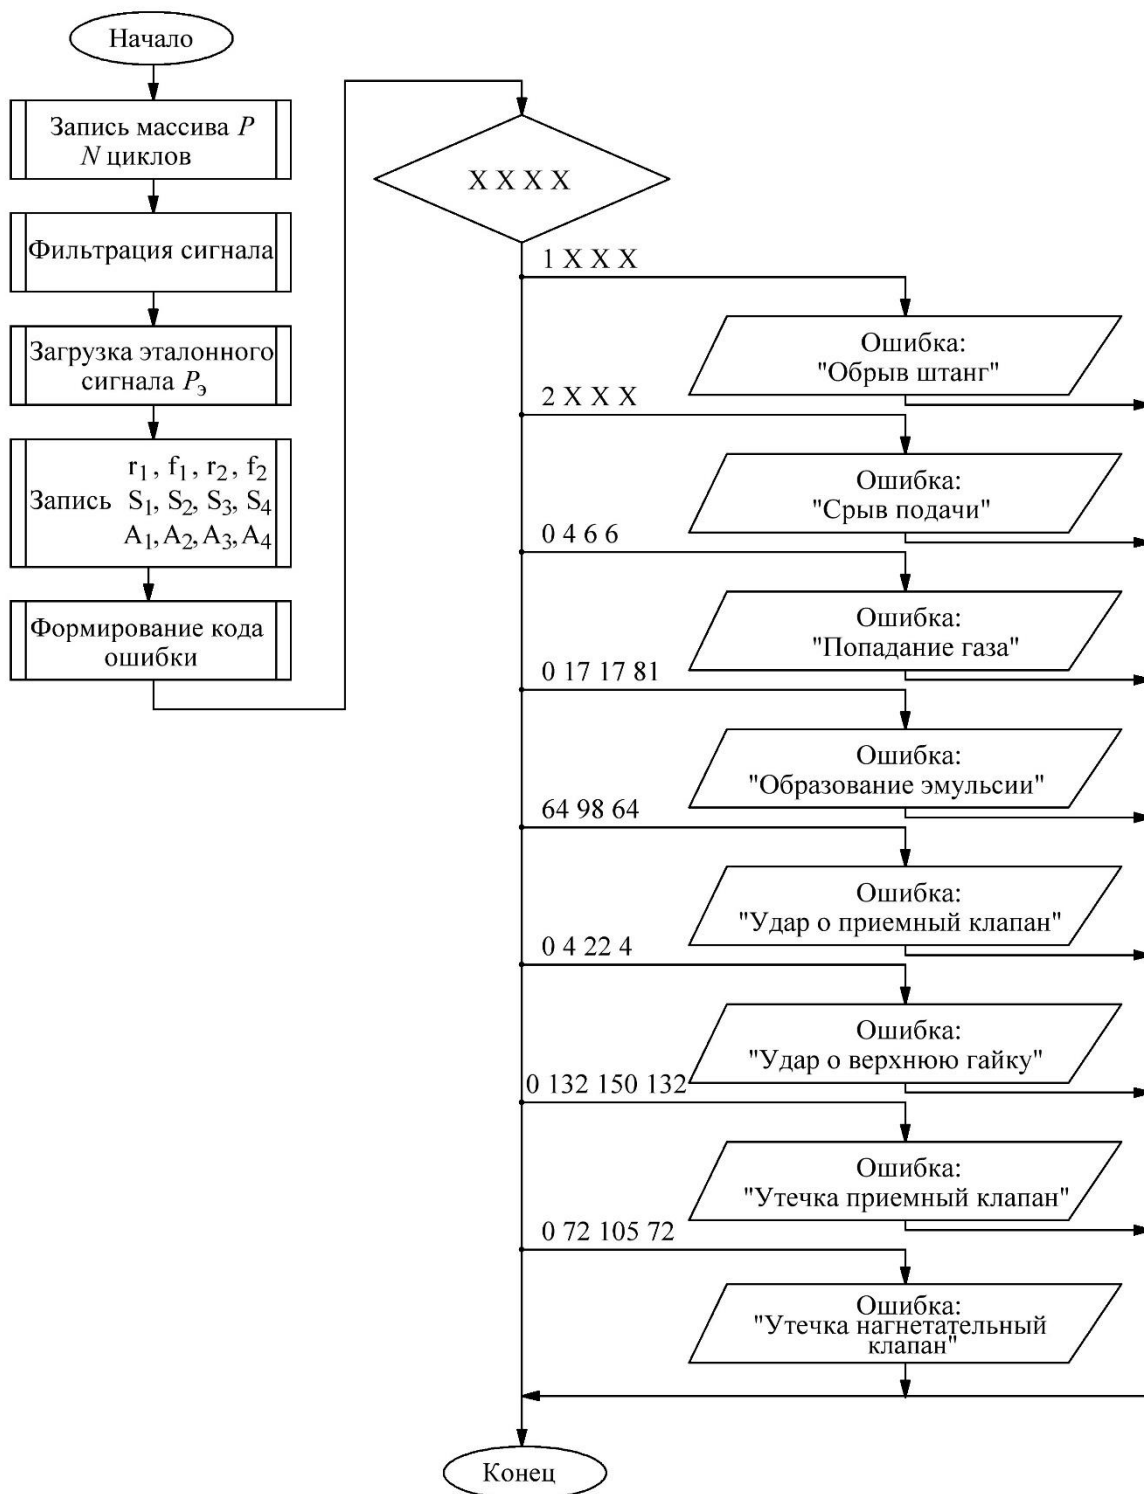 Начало
Запись массива P
N циклов
Фильтрация сигнала
Загрузка эталонного
сигнала Pэ
r1, f1, r2, f2
Запись S1, S2, S3, S4
A1, A2, A3, A4
Формирование кода
ошибки
X X X X
1 X X X
Ошибка:
"Обрыв штанг"
2 X X X
Ошибка:
"Срыв подачи"
0 4 6 6
Ошибка:
"Попадание газа"
0 17 17 81
Ошибка:
"Образование эмульсии"
64 98 64
Ошибка:
"Удар о приемный клапан"
0 4 22 4
Ошибка:
"Удар о верхнюю гайку"
0 132 150 132
Ошибка:
"Утечка приемный клапан"
0 72 105 72
Ошибка:
"Утечка нагнетательный
клапан"
Конец